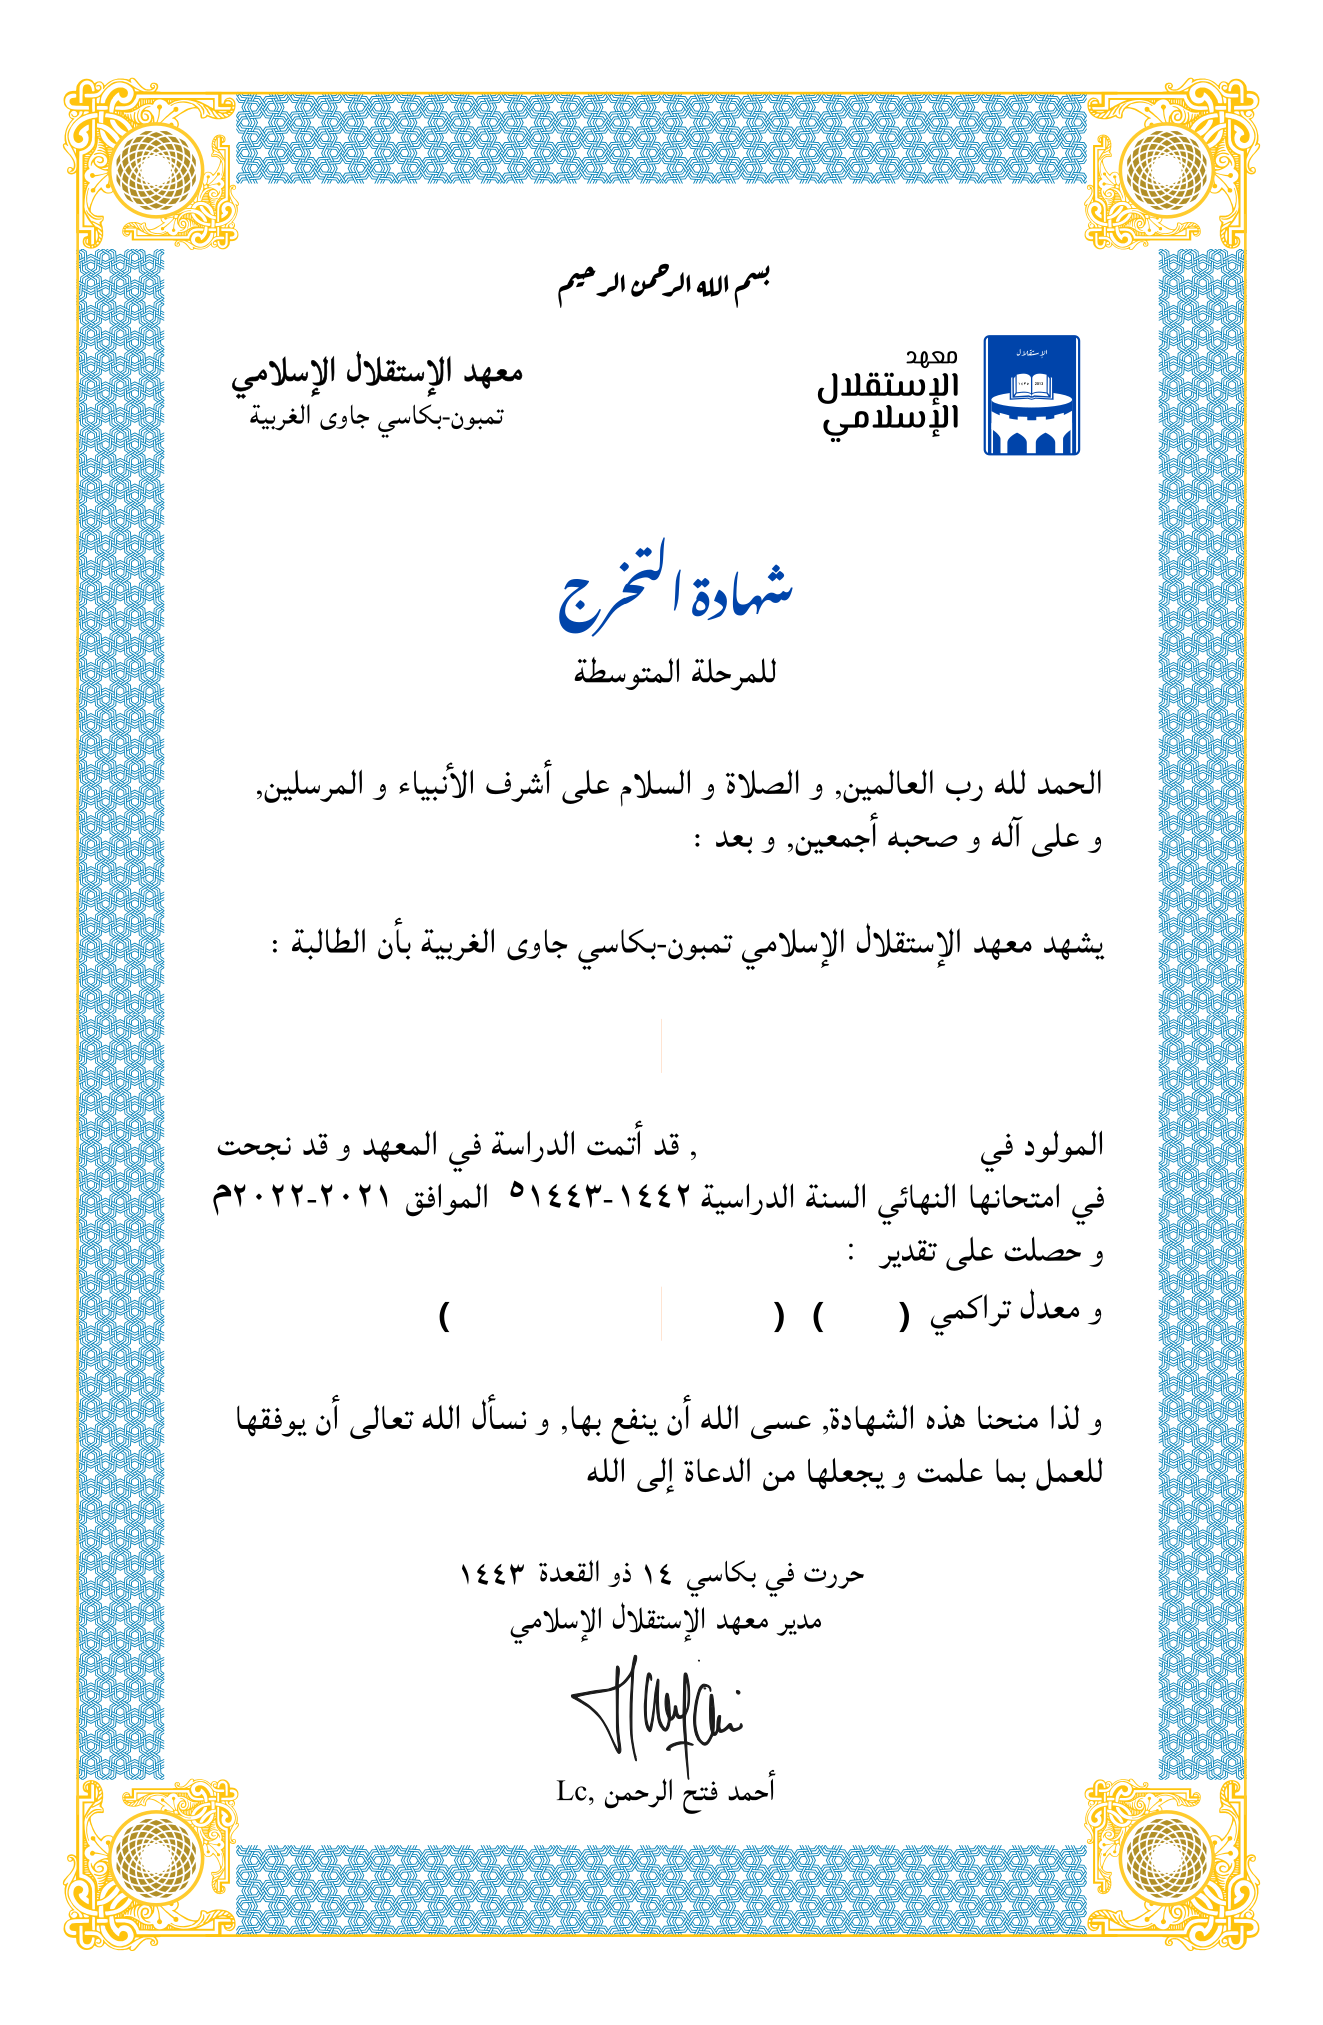 بسم الله الرحمن الرحيم
الإستقلال
١٤٣٣ 2012
معهد
الإستقلال
الإسلامي
معهد الإستقلال الإسلامي
تمبون-بكاسي جاوى الغربية
شهادة التخرج
للمرحلة المتوسطة
الحمد لله رب العالمين, و الصلاة و السلام على أشرف الأنبياء و المرسلين,
و على آله و صحبه أجمعين, و بعد :
يشهد معهد الإستقلال الإسلامي تمبون-بكاسي جاوى الغربية بأن الطالبة :
المولود في , قد أتمت الدراسة في المعهد و قد نجحت
في امتحانها النهائي السنة الدراسية ١٤٤٢-١٤٤٣ه الموافق ٢٠٢١-٢٠٢٢م
و حصلت على تقدير :
و معدل تراكمي ( ) ( )
و لذا منحنا هذه الشهادة, عسى الله أن ينفع بها, و نسأل الله تعالى أن يوفقها
للعمل بما علمت و يجعلها من الدعاة إلى الله
حررت في بكاسي ١٤ ذو القعدة ١٤٤٣
مدير معهد الإستقلال الإسلامي
أحمد فتح الرحمن ,Lc